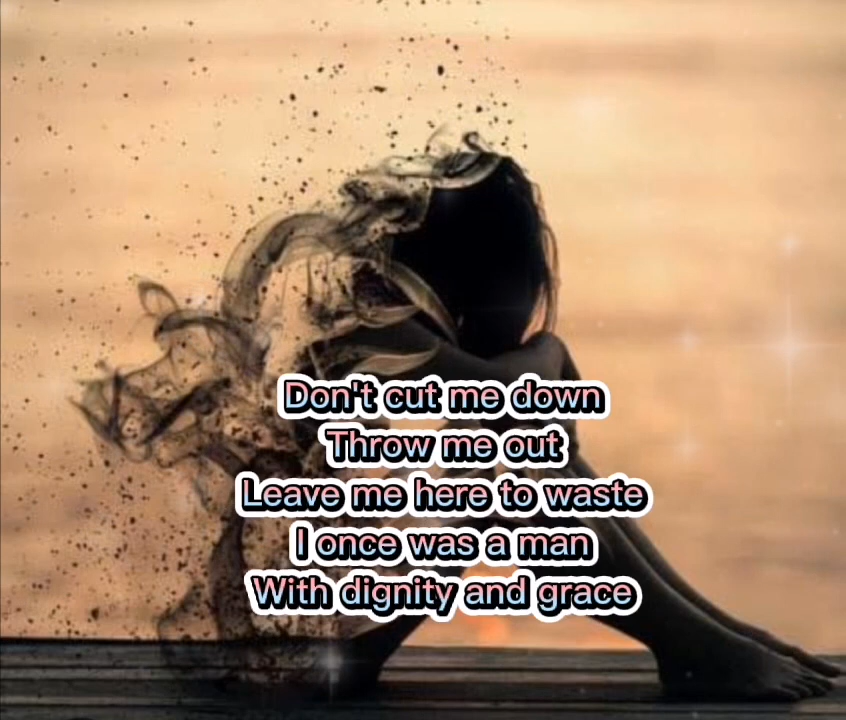 Don't cut me down
Throw me out
Leave me here to waste
I once was a man
With dignity and grace